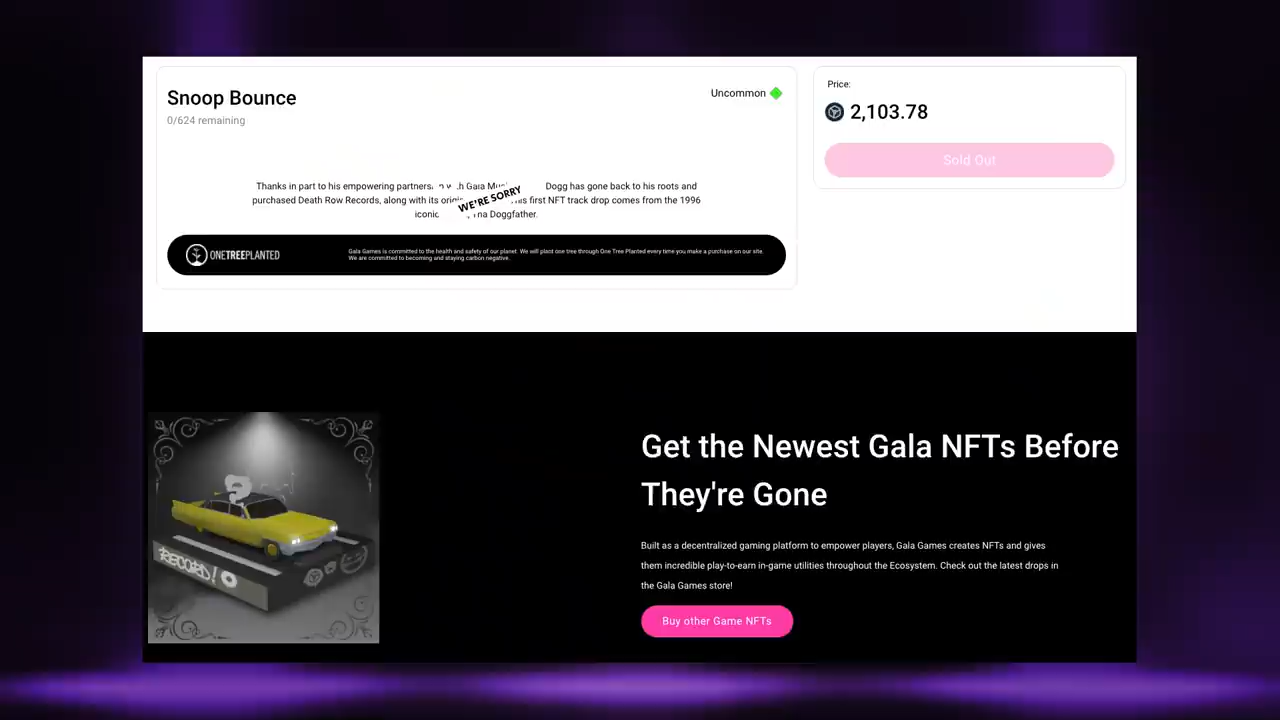 Snoop Bounce
0/624 remaining
Uncommon
Price:
2,103.78
Sold Out
Thanks in part to his empowering partners Dogg has gone back to his roots and
purchased Death Row Records, along with its first NFT track drop comes from the 1996
iconic Tha Doggfather.
WE'RE SORRY
ONETREEPLANTED
Gala Games is committed to the health and safety of our planet. We will plant one tree through One Tree Planted every time you make a purchase on our site.
We are committed to becoming and staying carbon negative.
RECORD!
Get the Newest Gala NFTs Before
They're Gone
Built as a decentralized gaming platform to empower players, Gala Games creates NFTs and gives
them incredible play-to-earn in-game utilities throughout the Ecosystem. Check out the latest drops in
the Gala Games store!
Buy other Game NFTs